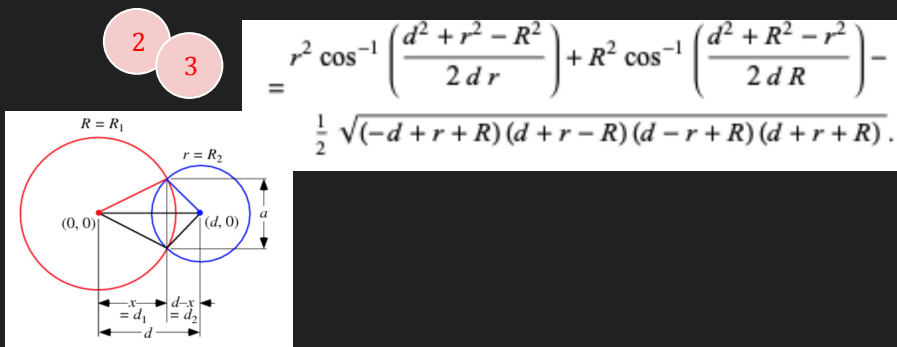 2
3
r² cos⁻¹ ((d² + r² − R²) / (2 d r)) + R² cos⁻¹ ((d² + R² − r²) / (2 d R)) −
=
½ √((−d + r + R) (d + r − R) (d − r + R) (d + r + R)) .
R = R₁
r = R₂
(0, 0)
(d, 0)
a
x
d–x
= d₁
= d₂
d